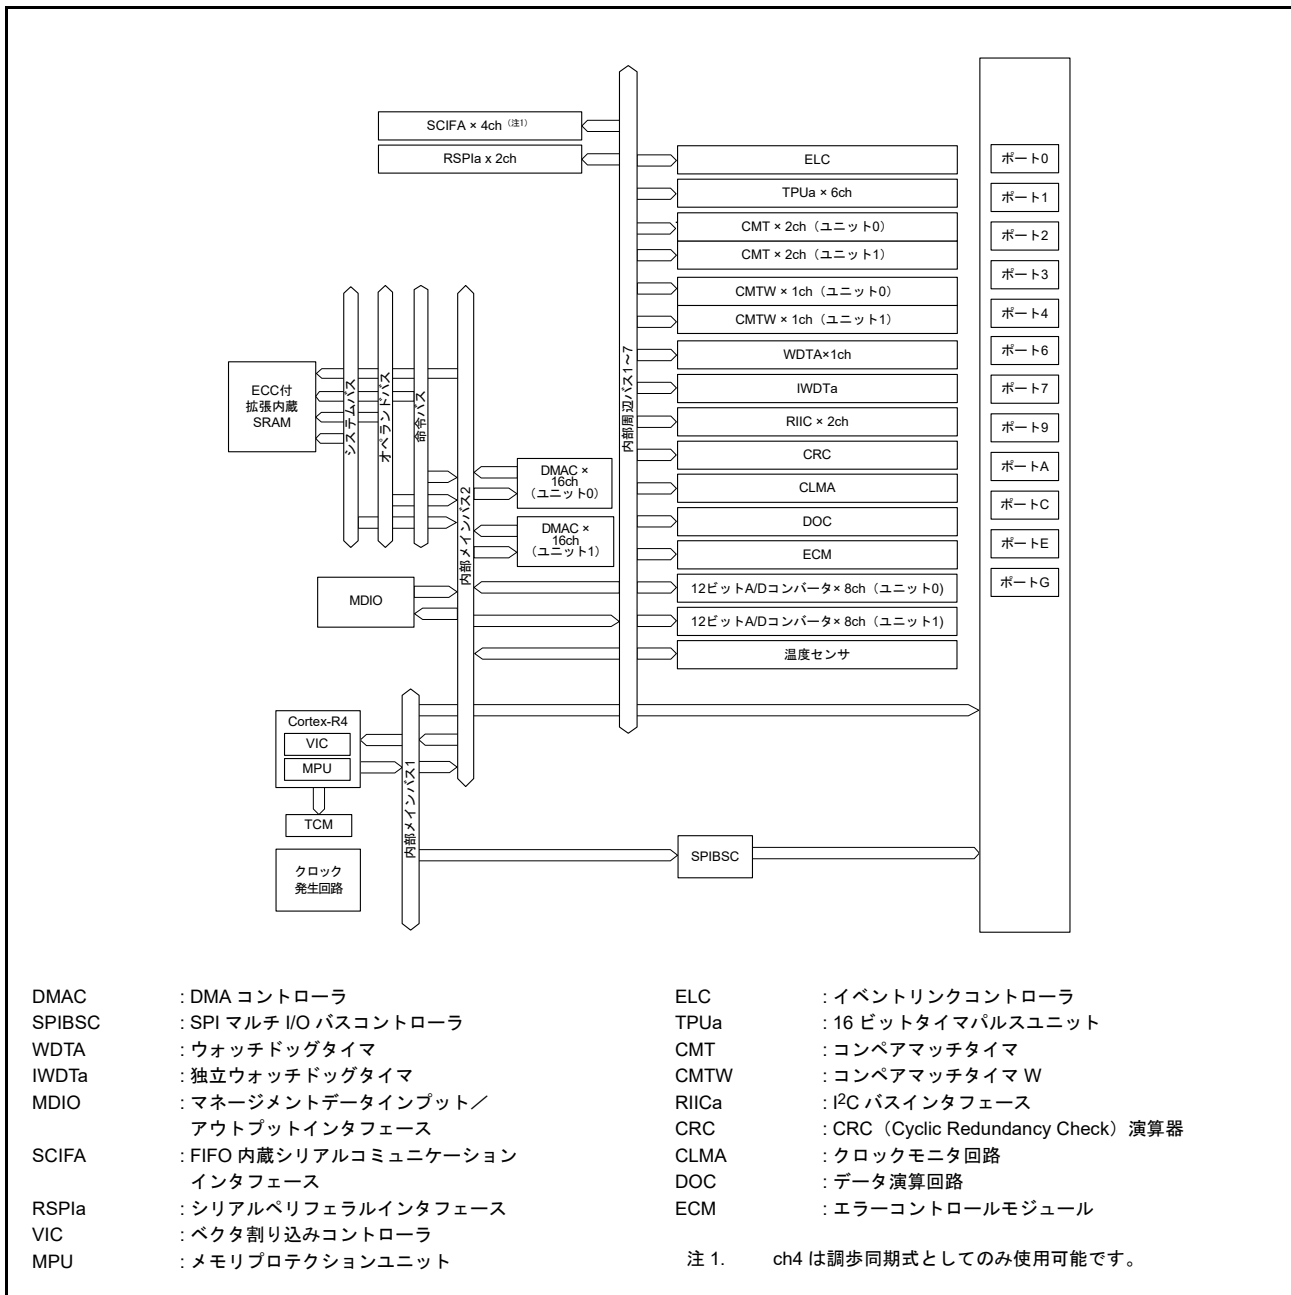 SCIFA × 4ch (注1)
RSPIa x 2ch
ELC
TPUa × 6ch
CMT × 2ch（ユニット0）
CMT × 2ch（ユニット1）
CMTW × 1ch（ユニット0）
CMTW × 1ch（ユニット1）
WDTA×1ch
IWDTa
RIIC × 2ch
CRC
CLMA
DOC
ECM
12ビットA/Dコンバータ× 8ch（ユニット0)
12ビットA/Dコンバータ× 8ch（ユニット1)
温度センサ
内部周辺バス1～7
ポート0
ポート1
ポート2
ポート3
ポート4
ポート6
ポート7
ポート9
ポートA
ポートC
ポートE
ポートG
ECC付
拡張内蔵
SRAM
システムバス
オペランドバス
命令バス
内部メインバス2
DMAC ×
16ch
（ユニット0）
DMAC ×
16ch
（ユニット1）
MDIO
Cortex-R4
VIC
MPU
TCM
クロック
発生回路
内部メインバス1
SPIBSC
DMAC : DMA コントローラ
SPIBSC : SPI マルチ I/O バスコントローラ
WDTA : ウォッチドッグタイマ
IWDTa : 独立ウォッチドッグタイマ
MDIO : マネージメントデータインプット／
アウトプットインタフェース
SCIFA : FIFO 内蔵シリアルコミュニケーション
インタフェース
RSPIa : シリアルペリフェラルインタフェース
VIC : ベクタ割り込みコントローラ
MPU : メモリプロテクションユニット
ELC : イベントリンクコントローラ
TPUa : 16 ビットタイマパルスユニット
CMT : コンペアマッチタイマ
CMTW : コンペアマッチタイマ W
RIICa : I2C バスインタフェース
CRC : CRC（Cyclic Redundancy Check）演算器
CLMA : クロックモニタ回路
DOC : データ演算回路
ECM : エラーコントロールモジュール
注 1. ch4 は調歩同期式としてのみ使用可能です。